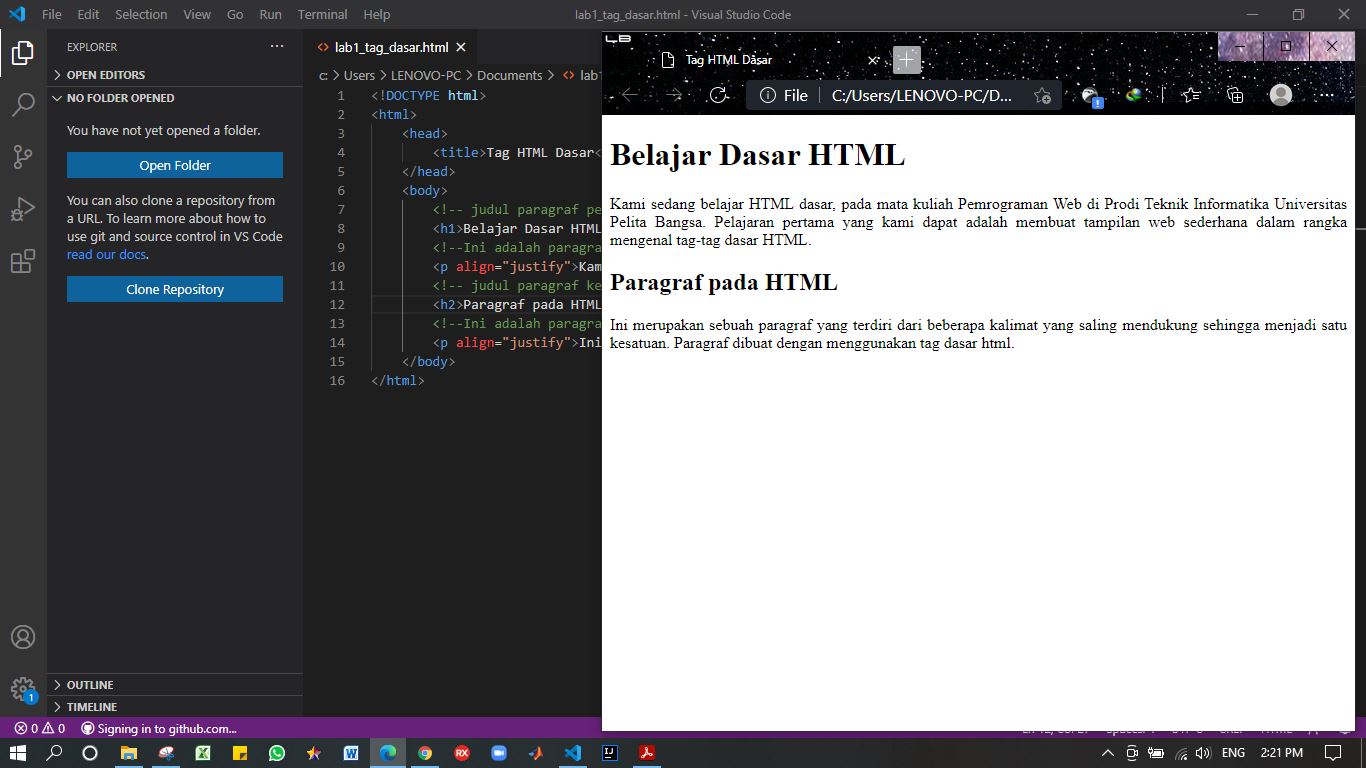 File Edit Selection View Go Run Terminal Help
lab1_tag_dasar.html - Visual Studio Code
EXPLORER
OPEN EDITORS
NO FOLDER OPENED
You have not yet opened a folder.
Open Folder
You can also clone a repository from
a URL. To learn more about how to
use git and source control in VS Code
read our docs.
Clone Repository
OUTLINE
TIMELINE
lab1_tag_dasar.html
c: > Users > LENOVO-PC > Documents > lab1
1 <!DOCTYPE html>
2 <html>
3 <head>
4 <title>Tag HTML Dasar<
5 </head>
6 <body>
7 <!-- judul paragraf pe
8 <h1>Belajar Dasar HTML
9 <!--Ini adalah paragra
10 <p align="justify">Kam
11 <!-- judul paragraf ke
12 <h2>Paragraf pada HTML
13 <!--Ini adalah paragra
14 <p align="justify">Ini
15 </body>
16 </html>
Tag HTML Dasar
File C:/Users/LENOVO-PC/D...
Belajar Dasar HTML
Kami sedang belajar HTML dasar, pada mata kuliah Pemrograman Web di Prodi Teknik Informatika Universitas
Pelita Bangsa. Pelajaran pertama yang kami dapat adalah membuat tampilan web sederhana dalam rangka
mengenal tag-tag dasar HTML.
Paragraf pada HTML
Ini merupakan sebuah paragraf yang terdiri dari beberapa kalimat yang saling mendukung sehingga menjadi satu
kesatuan. Paragraf dibuat dengan menggunakan tag dasar html.
1
0 0 Signing in to github.com...
ENG 2:21 PM